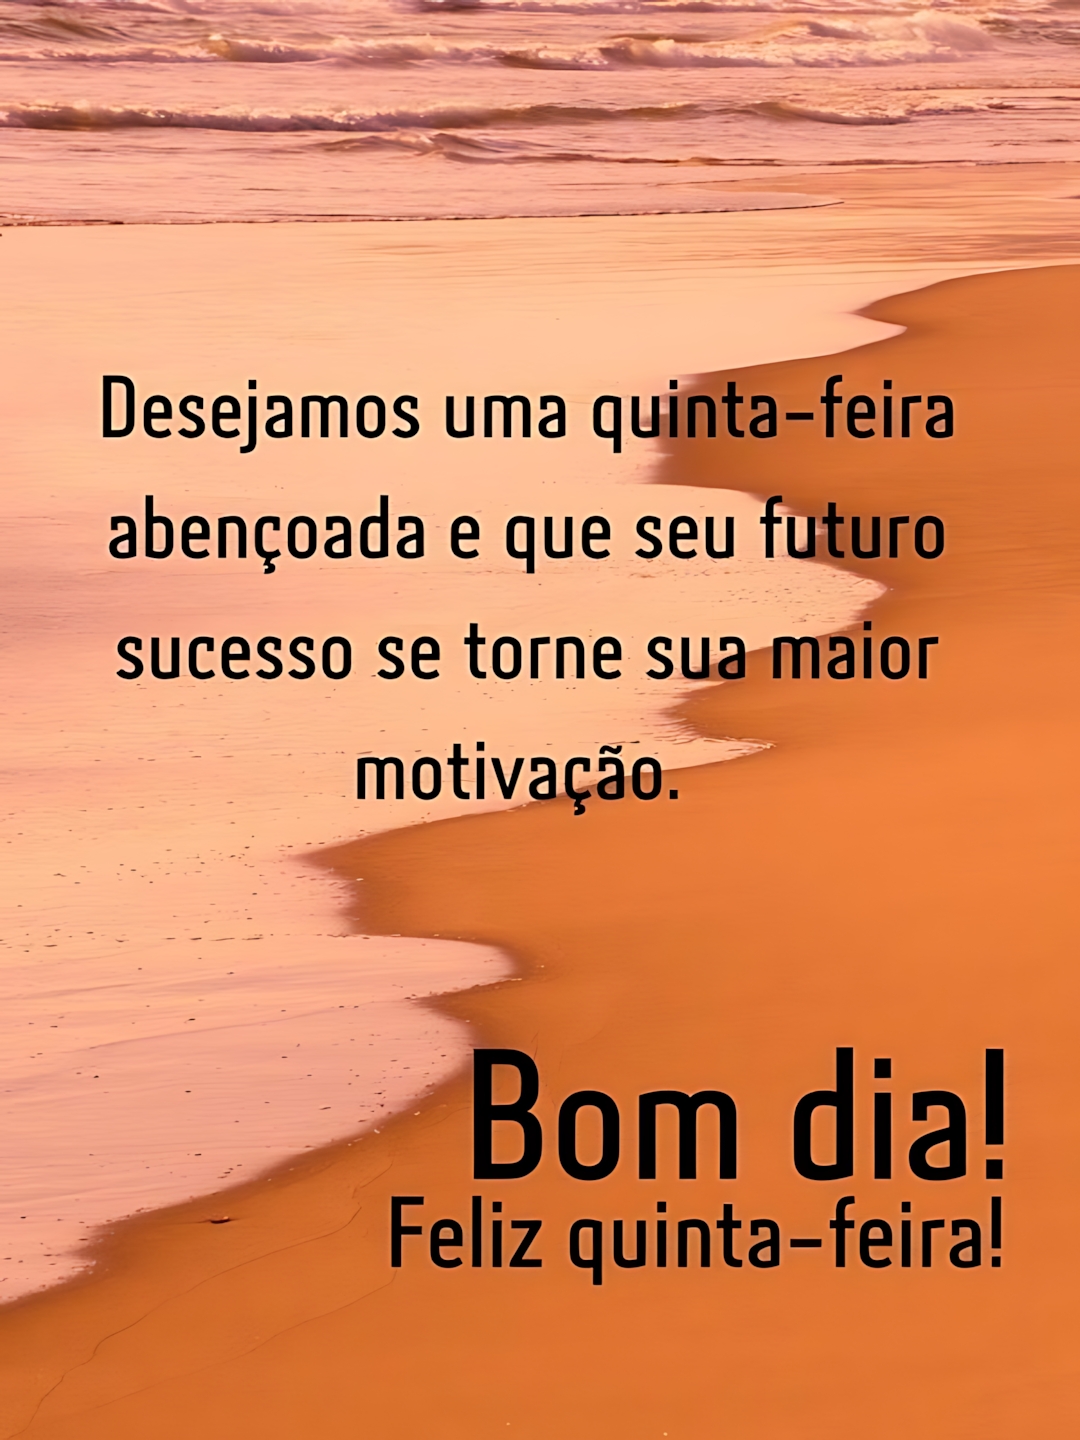 Desejamos uma quinta-feira
abençoada e que seu futuro
sucesso se torne sua maior
motivação.
Bom dia!
Feliz quinta-feira!